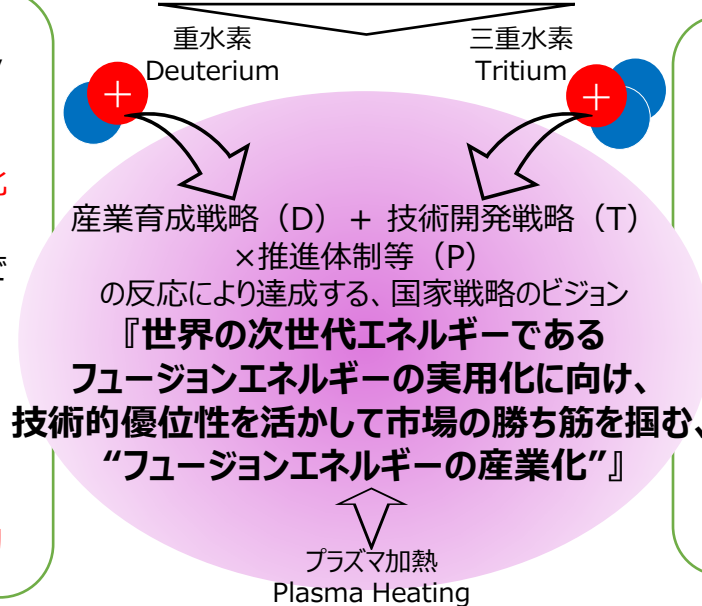 重水素
Deuterium
三重水素
Tritium
+
+
産業育成戦略（D）+ 技術開発戦略（T）
×推進体制等（P）
の反応により達成する、国家戦略のビジョン
『世界の次世代エネルギーである
フュージョンエネルギーの実用化に向け、
技術的優位性を活かして市場の勝ち筋を掴む、
“フュージョンエネルギーの産業化”』
プラズマ加熱
Plasma Heating